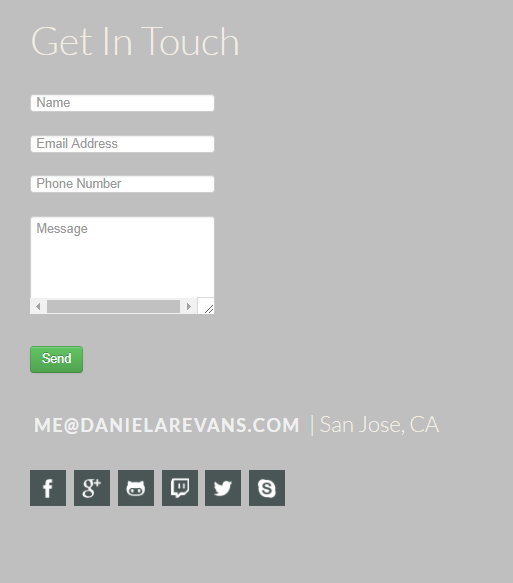 Get In Touch
Name
Email Address
Phone Number
Message
Send
ME@DANIELAREVANS.COM | San Jose, CA